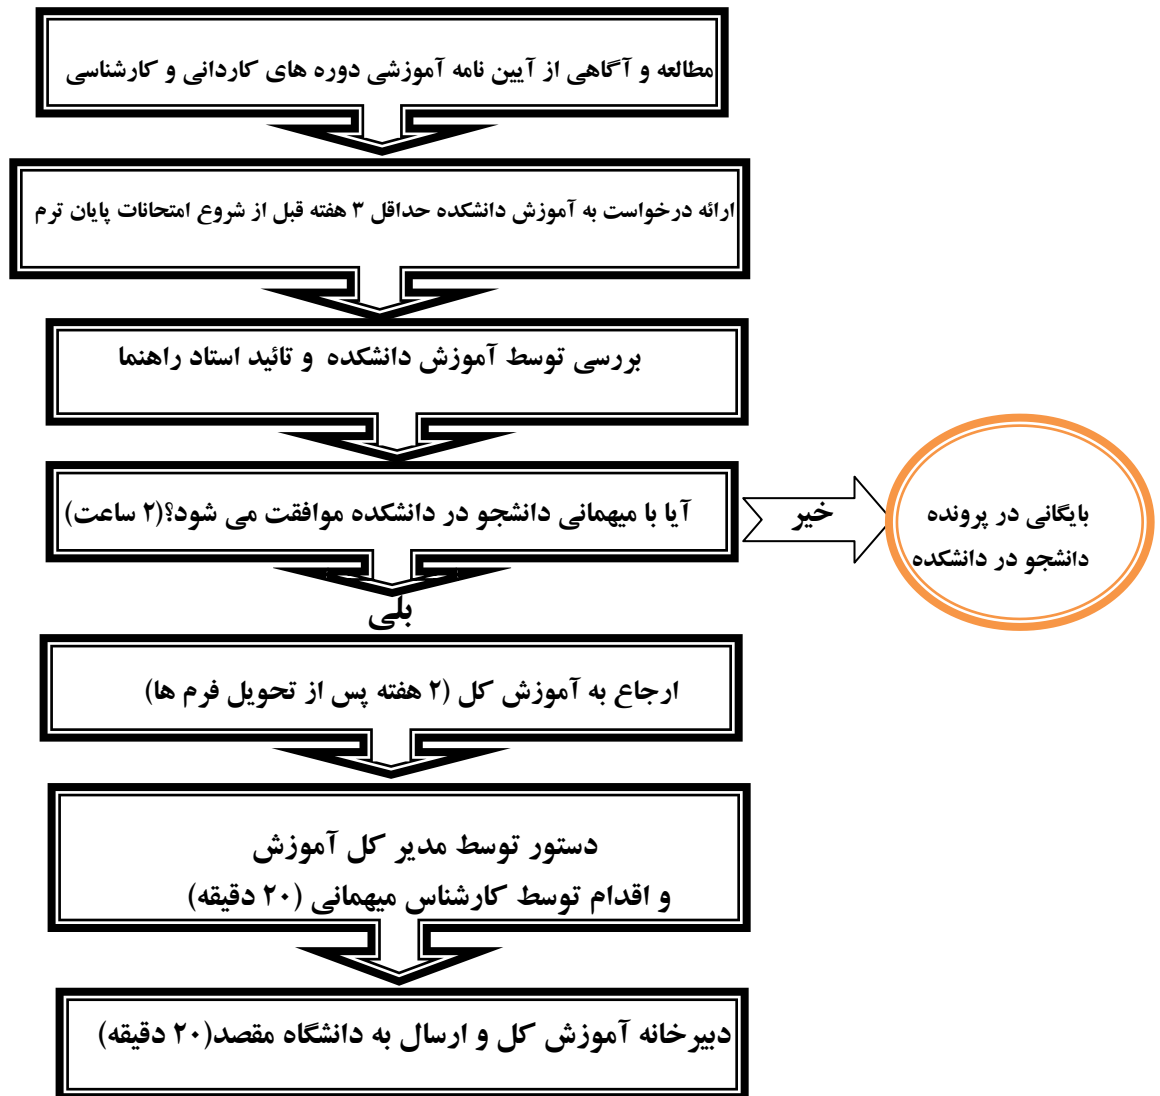 مطالعه و آگاهی از آیین نامه آموزشی دوره های کاردانی و کارشناسی
ارائه درخواست به آموزش دانشکده حداقل ۳ هفته قبل از شروع امتحانات پایان ترم
بررسی توسط آموزش دانشکده و تائید استاد راهنما
آیا با میهمانی دانشجو در دانشکده موافقت می شود؟(۲ ساعت)
خیر
بایگانی در پرونده
دانشجو در دانشکده
بلی
ارجاع به آموزش کل (۲ هفته پس از تحویل فرم ها)
دستور توسط مدیر کل آموزش
و اقدام توسط کارشناس میهمانی (۲۰ دقیقه)
دبیرخانه آموزش کل و ارسال به دانشگاه مقصد(۲۰ دقیقه)